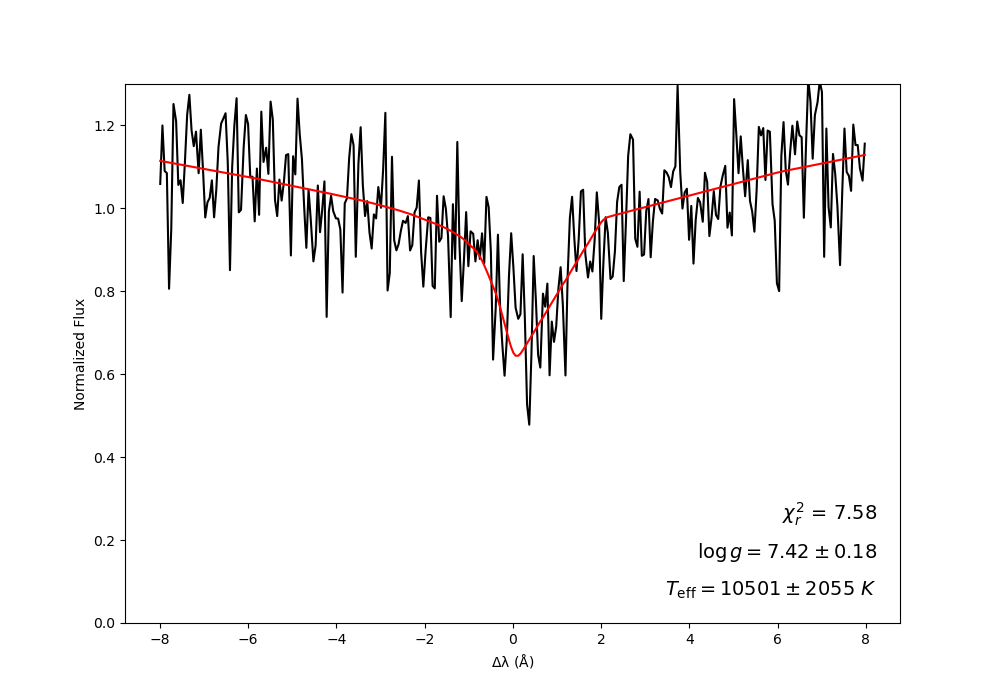 1.2
1.0
0.8
0.6
0.4
0.2
0.0
Normalized Flux
χ²ᵣ = 7.58
log g = 7.42 ± 0.18
T_eff = 10501 ± 2055 K
−8 −6 −4 −2 0 2 4 6 8
Δλ (Å)